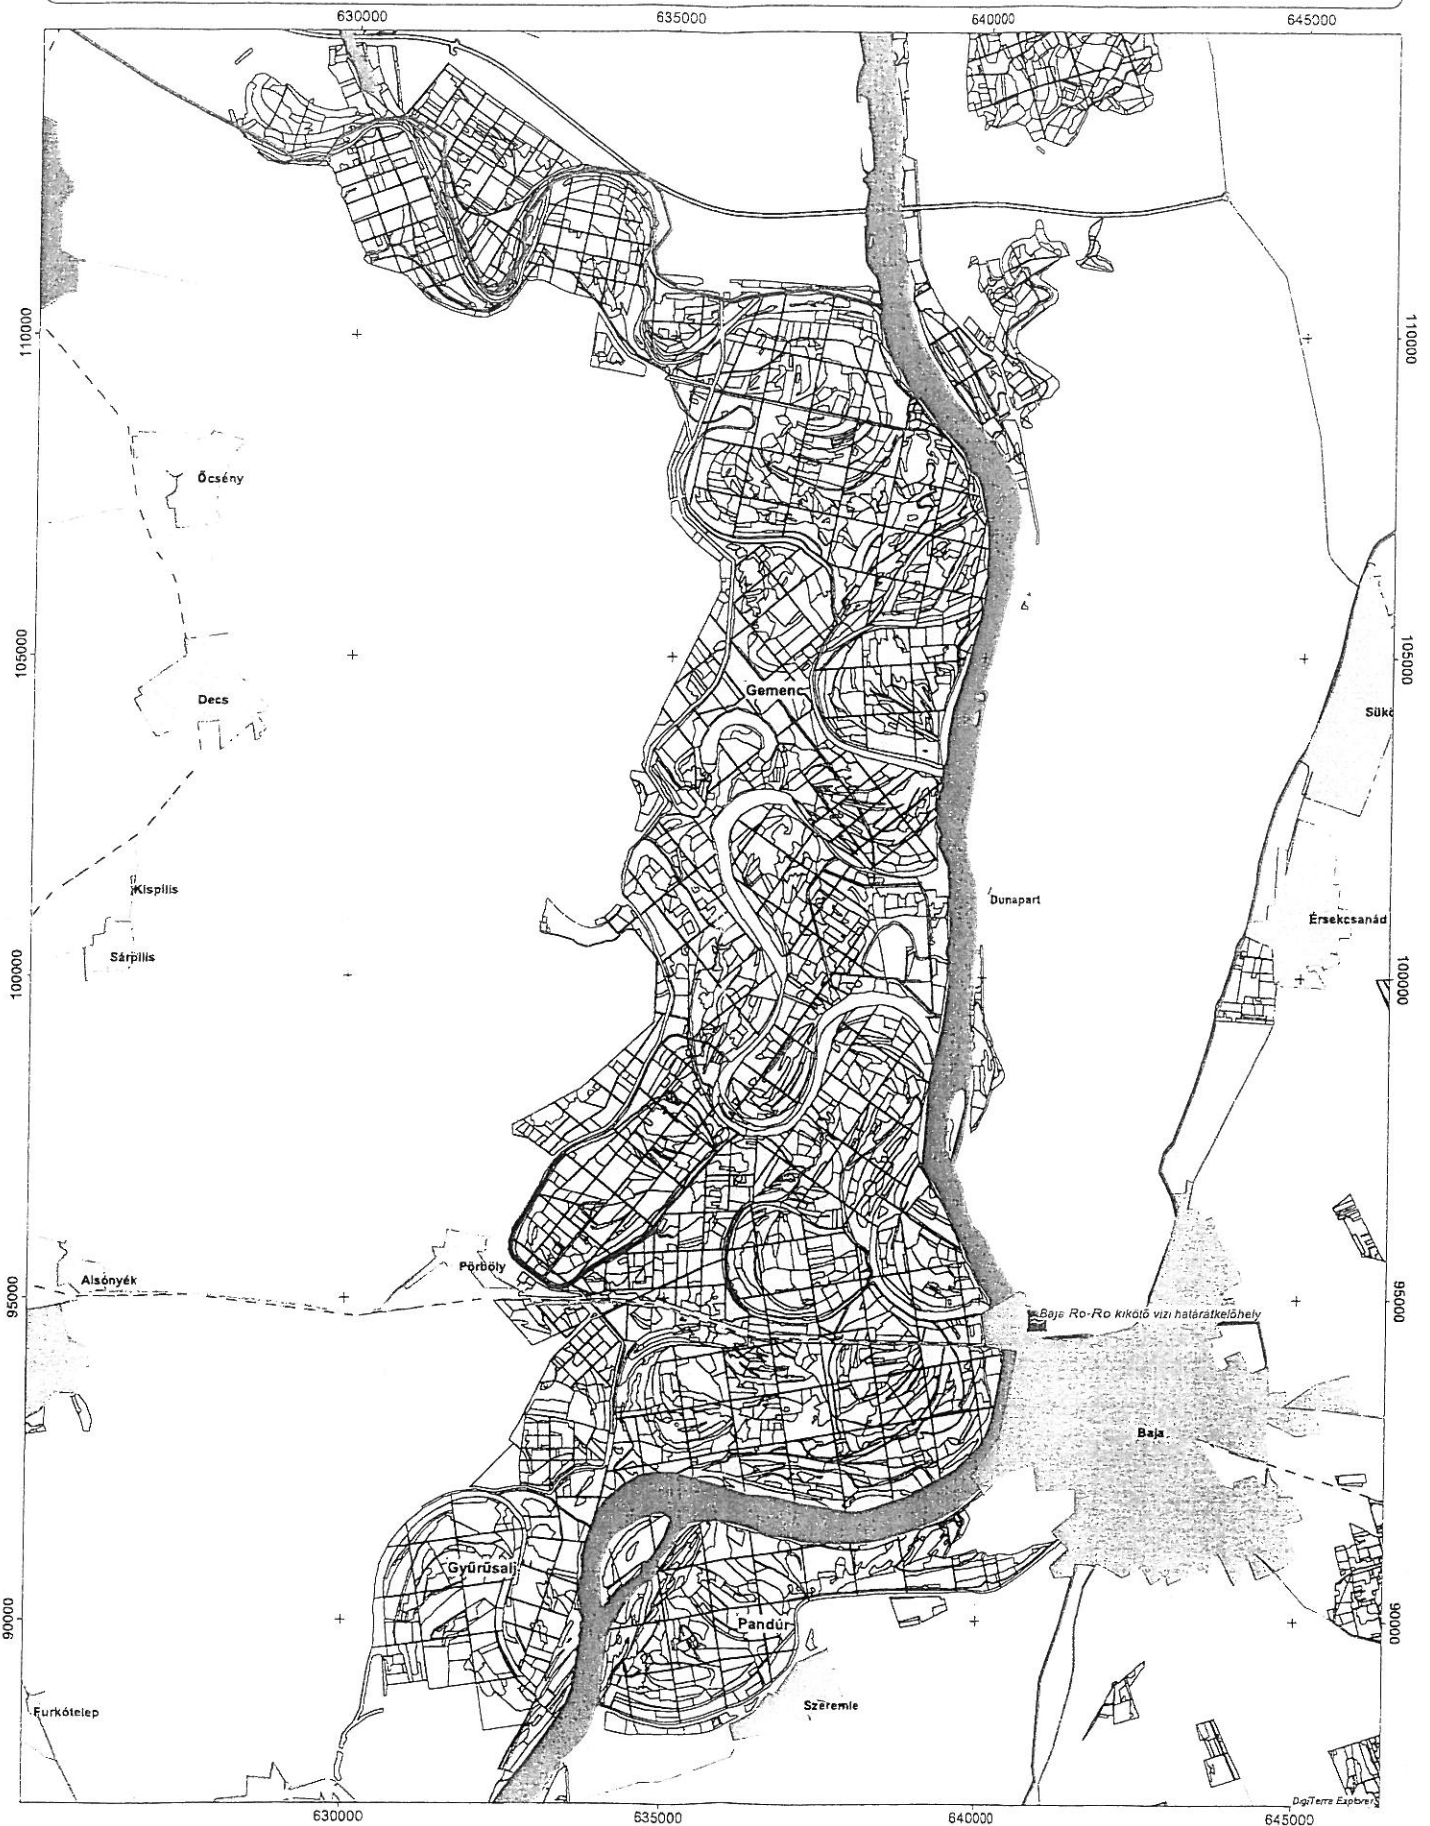 630000
635000
640000
645000
110000
110000
Őcsény
105000
105000
Gemenc
Decs
Sükö
Kispilis
Dunapart
Érsekcsanád
Sárpilis
100000
100000
Pörböly
Alsónyék
95000
95000
Baja Ro-Ro kikötő vízi határátkelőhely
Baja
Gyűrűsalj
90000
90000
Pandúr
Szeremle
Furkótelep
DigiTerra Explorer
630000
635000
640000
645000